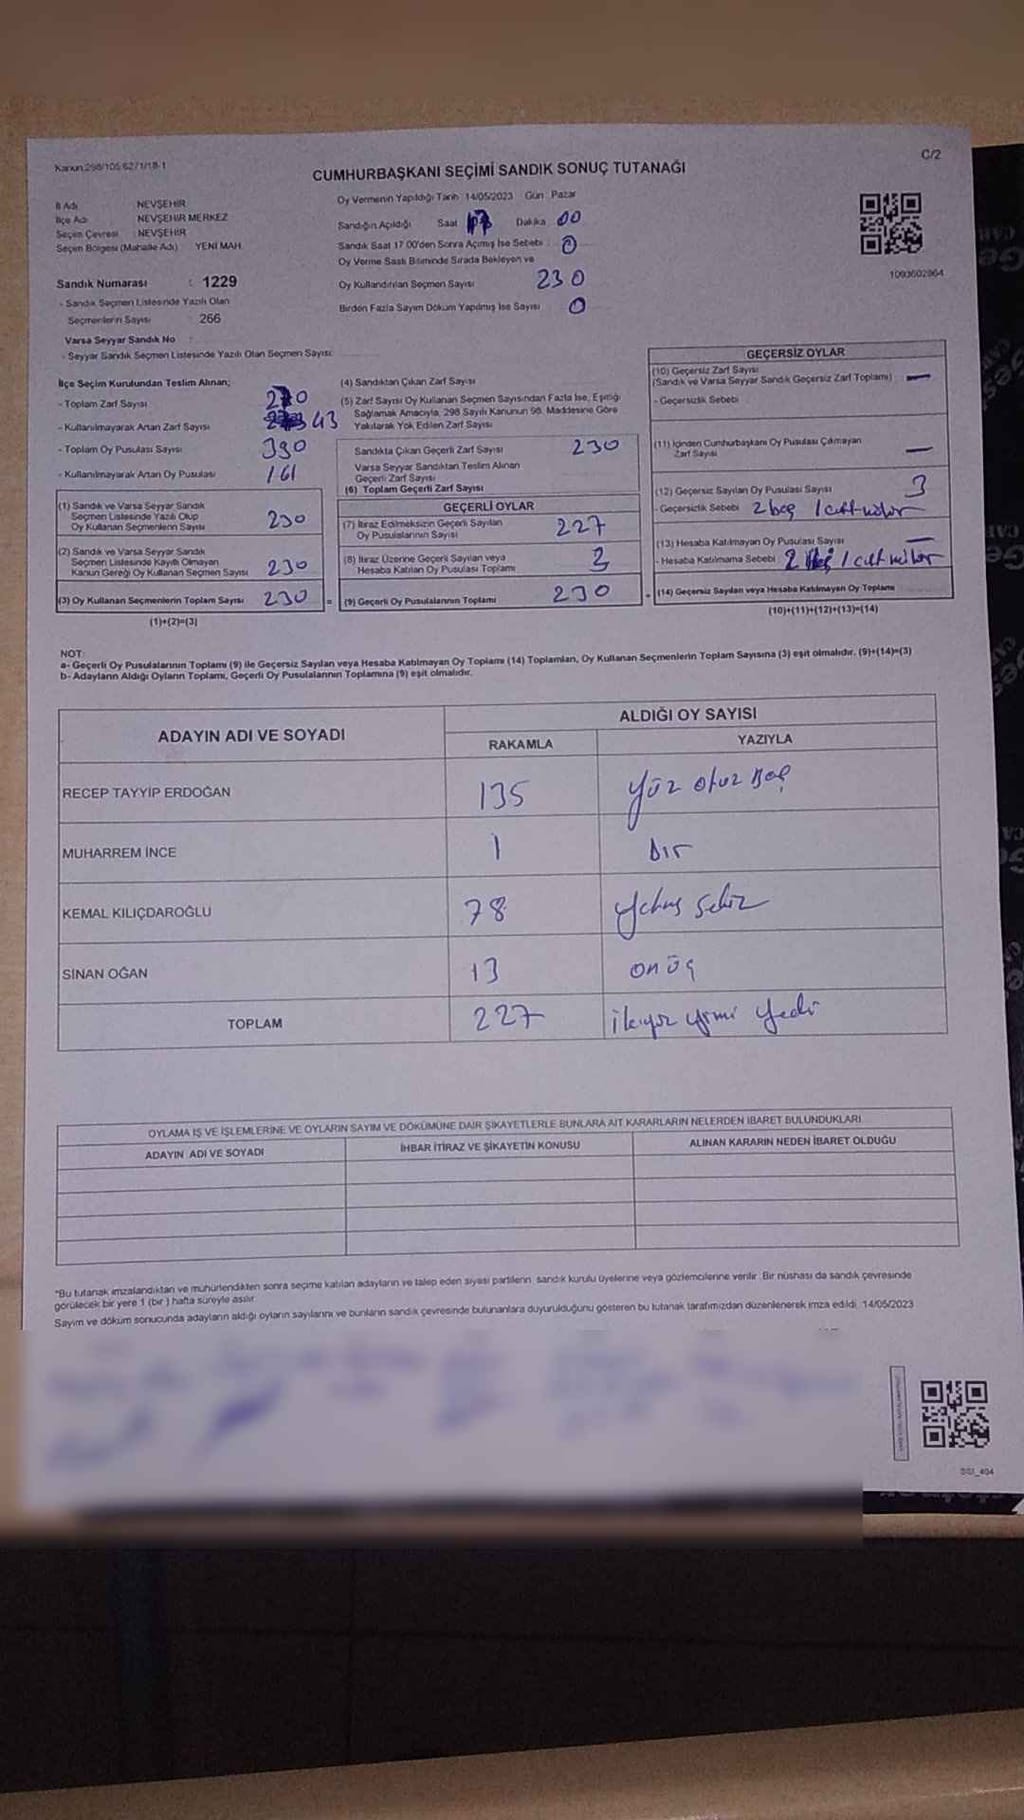 Kanun:298/105 6271/18-1
C/2
CUMHURBAŞKANI SEÇİMİ SANDIK SONUÇ TUTANAĞI
İl Adı NEVŞEHİR
İlçe Adı NEVŞEHİR MERKEZ
Seçim Çevresi : NEVŞEHİR
Seçim Bölgesi (Mahalle Adı) YENİ MAH.
Oy Vermenin Yapıldığı Tarih 14/05/2023 Gün : Pazar
Sandığın Açıldığı Saat 17 Dakika 00
Sandık Saat 17.00'den Sonra Açılmış İse Sebebi : 0
Oy Verme Saati Bitiminde Sırada Bekleyen ve
Oy Kullandırılan Seçmen Sayısı 230
Birden Fazla Sayım Döküm Yapılmış İse Sayısı 0
1093602964
Sandık Numarası : 1229
- Sandık Seçmen Listesinde Yazılı Olan
Seçmenlerin Sayısı 266
Varsa Seyyar Sandık No :
- Seyyar Sandık Seçmen Listesinde Yazılı Olan Seçmen Sayısı:
İlçe Seçim Kurulundan Teslim Alınan;
- Toplam Zarf Sayısı
- Kullanılmayarak Artan Zarf Sayısı 43
- Toplam Oy Pusulası Sayısı 390
- Kullanılmayarak Artan Oy Pusulası 161
(1) Sandık ve Varsa Seyyar Sandık
Seçmen Listesinde Yazılı Olup
Oy Kullanan Seçmenlerin Sayısı 230
(2) Sandık ve Varsa Seyyar Sandık
Seçmen Listesinde Kayıtlı Olmayan
Kanun Gereği Oy Kullanan Seçmen Sayısı 230
(3) Oy Kullanan Seçmenlerin Toplam Sayısı 230 =
(1)+(2)=(3)
(4) Sandıktan Çıkan Zarf Sayısı
(5) Zarf Sayısı Oy Kullanan Seçmen Sayısından Fazla İse, Eşitliği
Sağlamak Amacıyla, 298 Sayılı Kanunun 98. Maddesine Göre
Yakılarak Yok Edilen Zarf Sayısı
Sandıkta Çıkan Geçerli Zarf Sayısı 230
Varsa Seyyar Sandıktan Teslim Alınan
Geçerli Zarf Sayısı
(6) Toplam Geçerli Zarf Sayısı
GEÇERLİ OYLAR
(7) İtiraz Edilmeksizin Geçerli Sayılan
Oy Pusulalarının Sayısı 227
(8) İtiraz Üzerine Geçerli Sayılan veya
Hesaba Katılan Oy Pusulası Toplamı 3
(9) Geçerli Oy Pusulalarının Toplamı 230 +
GEÇERSİZ OYLAR
(10) Geçersiz Zarf Sayısı
(Sandık ve Varsa Seyyar Sandık Geçersiz Zarf Toplamı) —
- Geçersizlik Sebebi
(11) İçinden Cumhurbaşkanı Oy Pusulası Çıkmayan
Zarf Sayısı —
(12) Geçersiz Sayılan Oy Pusulası Sayısı 3
- Geçersizlik Sebebi 2 boş 1 çift mühür
(13) Hesaba Katılmayan Oy Pusulası Sayısı —
- Hesaba Katılmama Sebebi : 2 boş 1 çift mühür
(14) Geçersiz Sayılan veya Hesaba Katılmayan Oy Toplamı
(10)+(11)+(12)+(13)=(14)
NOT:
a- Geçerli Oy Pusulalarının Toplamı (9) ile Geçersiz Sayılan veya Hesaba Katılmayan Oy Toplamı (14) Toplamları, Oy Kullanan Seçmenlerin Toplam Sayısına (3) eşit olmalıdır. (9)+(14)=(3)
b- Adayların Aldığı Oyların Toplamı, Geçerli Oy Pusulalarının Toplamına (9) eşit olmalıdır.
ADAYIN ADI VE SOYADI ALDIĞI OY SAYISI
RAKAMLA YAZIYLA
RECEP TAYYİP ERDOĞAN 135 yüz otuz beş
MUHARREM İNCE 1 bir
KEMAL KILIÇDAROĞLU 78 yetmiş sekiz
SİNAN OĞAN 13 on üç
TOPLAM 227 ikiyüz yirmi yedi
OYLAMA İŞ VE İŞLEMLERİNE VE OYLARIN SAYIM VE DÖKÜMÜNE DAİR ŞİKAYETLERLE BUNLARA AİT KARARLARIN NELERDEN İBARET BULUNDUKLARI
ADAYIN ADI VE SOYADI İHBAR İTİRAZ VE ŞİKAYETİN KONUSU ALINAN KARARIN NEDEN İBARET OLDUĞU
*Bu tutanak imzalandıktan ve mühürlendikten sonra seçime katılan adayların ve talep eden siyasi partilerin sandık kurulu üyelerine veya gözlemcilerine verilir. Bir nüshası da sandık çevresinde
görülecek bir yere 1 (bir ) hafta süreyle asılır.
Sayım ve döküm sonucunda adayların aldığı oyların sayılarını ve bunların sandık çevresinde bulunanlara duyurulduğunu gösteren bu tutanak tarafımızdan düzenlenerek imza edildi. 14/05/2023